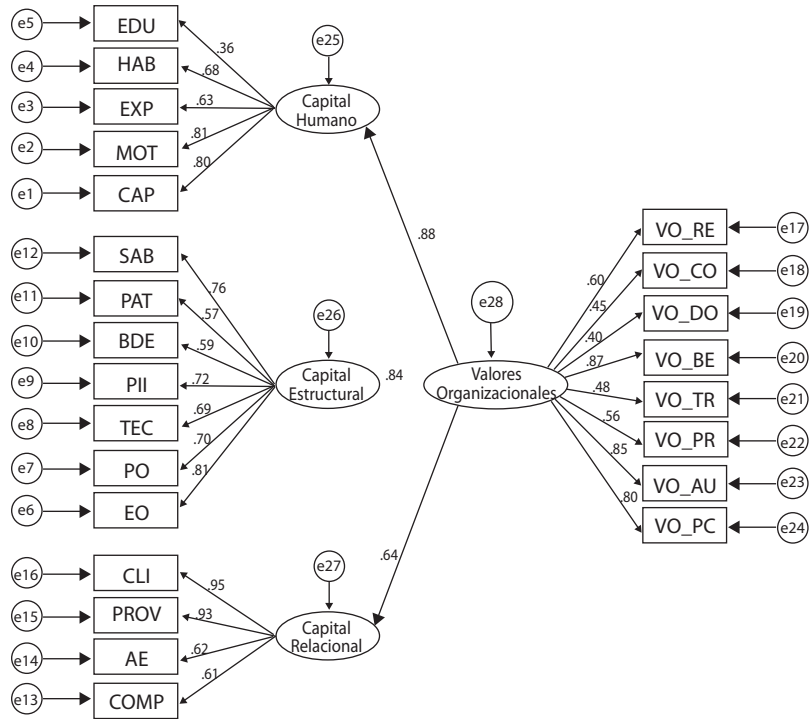 e5
EDU
.36
e4
HAB
.68
e3
EXP
.63
e2
MOT
.81
e1
CAP
.80
e25
Capital
Humano
.88
e12
SAB
.76
e11
PAT
.57
e10
BDE
.59
e9
PII
.72
e8
TEC
.69
e7
PO
.70
e6
EO
.81
e26
Capital
Estructural
.84
e28
Valores
Organizacionales
.64
e16
CLI
.95
e15
PROV
.93
e14
AE
.62
e13
COMP
.61
e27
Capital
Relacional
.60
VO_RE
e17
.45
VO_CO
e18
.40
VO_DO
e19
.87
VO_BE
e20
.48
VO_TR
e21
.56
VO_PR
e22
.85
VO_AU
e23
.80
VO_PC
e24